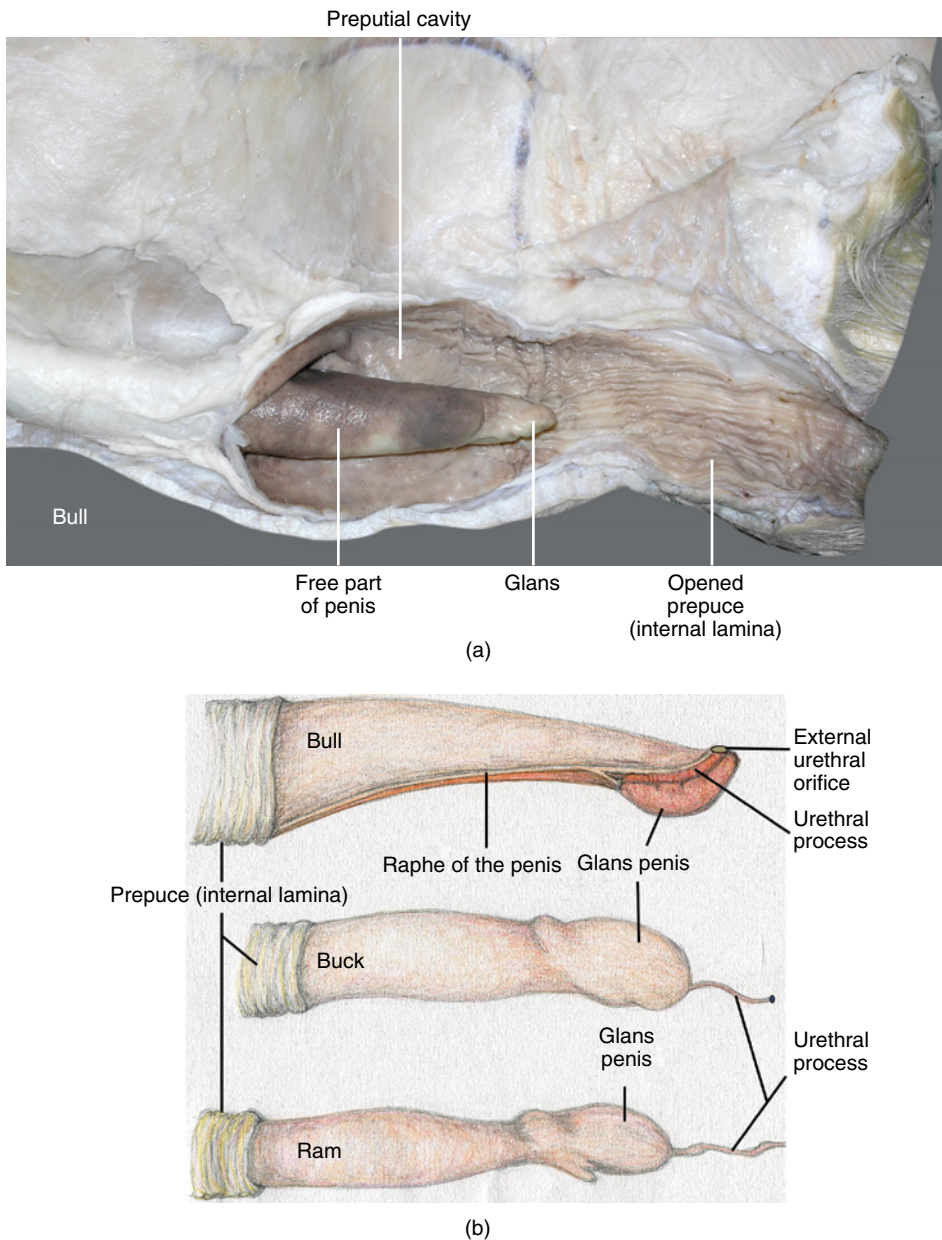 Preputial cavity
Bull
Free part
of penis
Glans
Opened
prepuce
(internal lamina)
(a)
Bull
External
urethral
orifice
Urethral
process
Raphe of the penis
Glans penis
Prepuce (internal lamina)
Buck
Glans
penis
Urethral
process
Ram
(b)